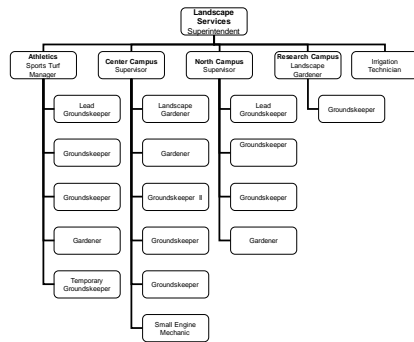 Landscape
Services
Superintendent
Athletics
Sports Turf
Manager
Center Campus
Supervisor
North Campus
Supervisor
Research Campus
Landscape
Gardener
Irrigation
Technician
Lead
Groundskeeper
Groundskeeper
Groundskeeper
Gardener
Temporary
Groundskeeper
Landscape
Gardener
Gardener
Groundskeeper II
Groundskeeper
Groundskeeper
Small Engine
Mechanic
Lead
Groundskeeper
Groundskeeper
Groundskeeper
Gardener
Groundskeeper